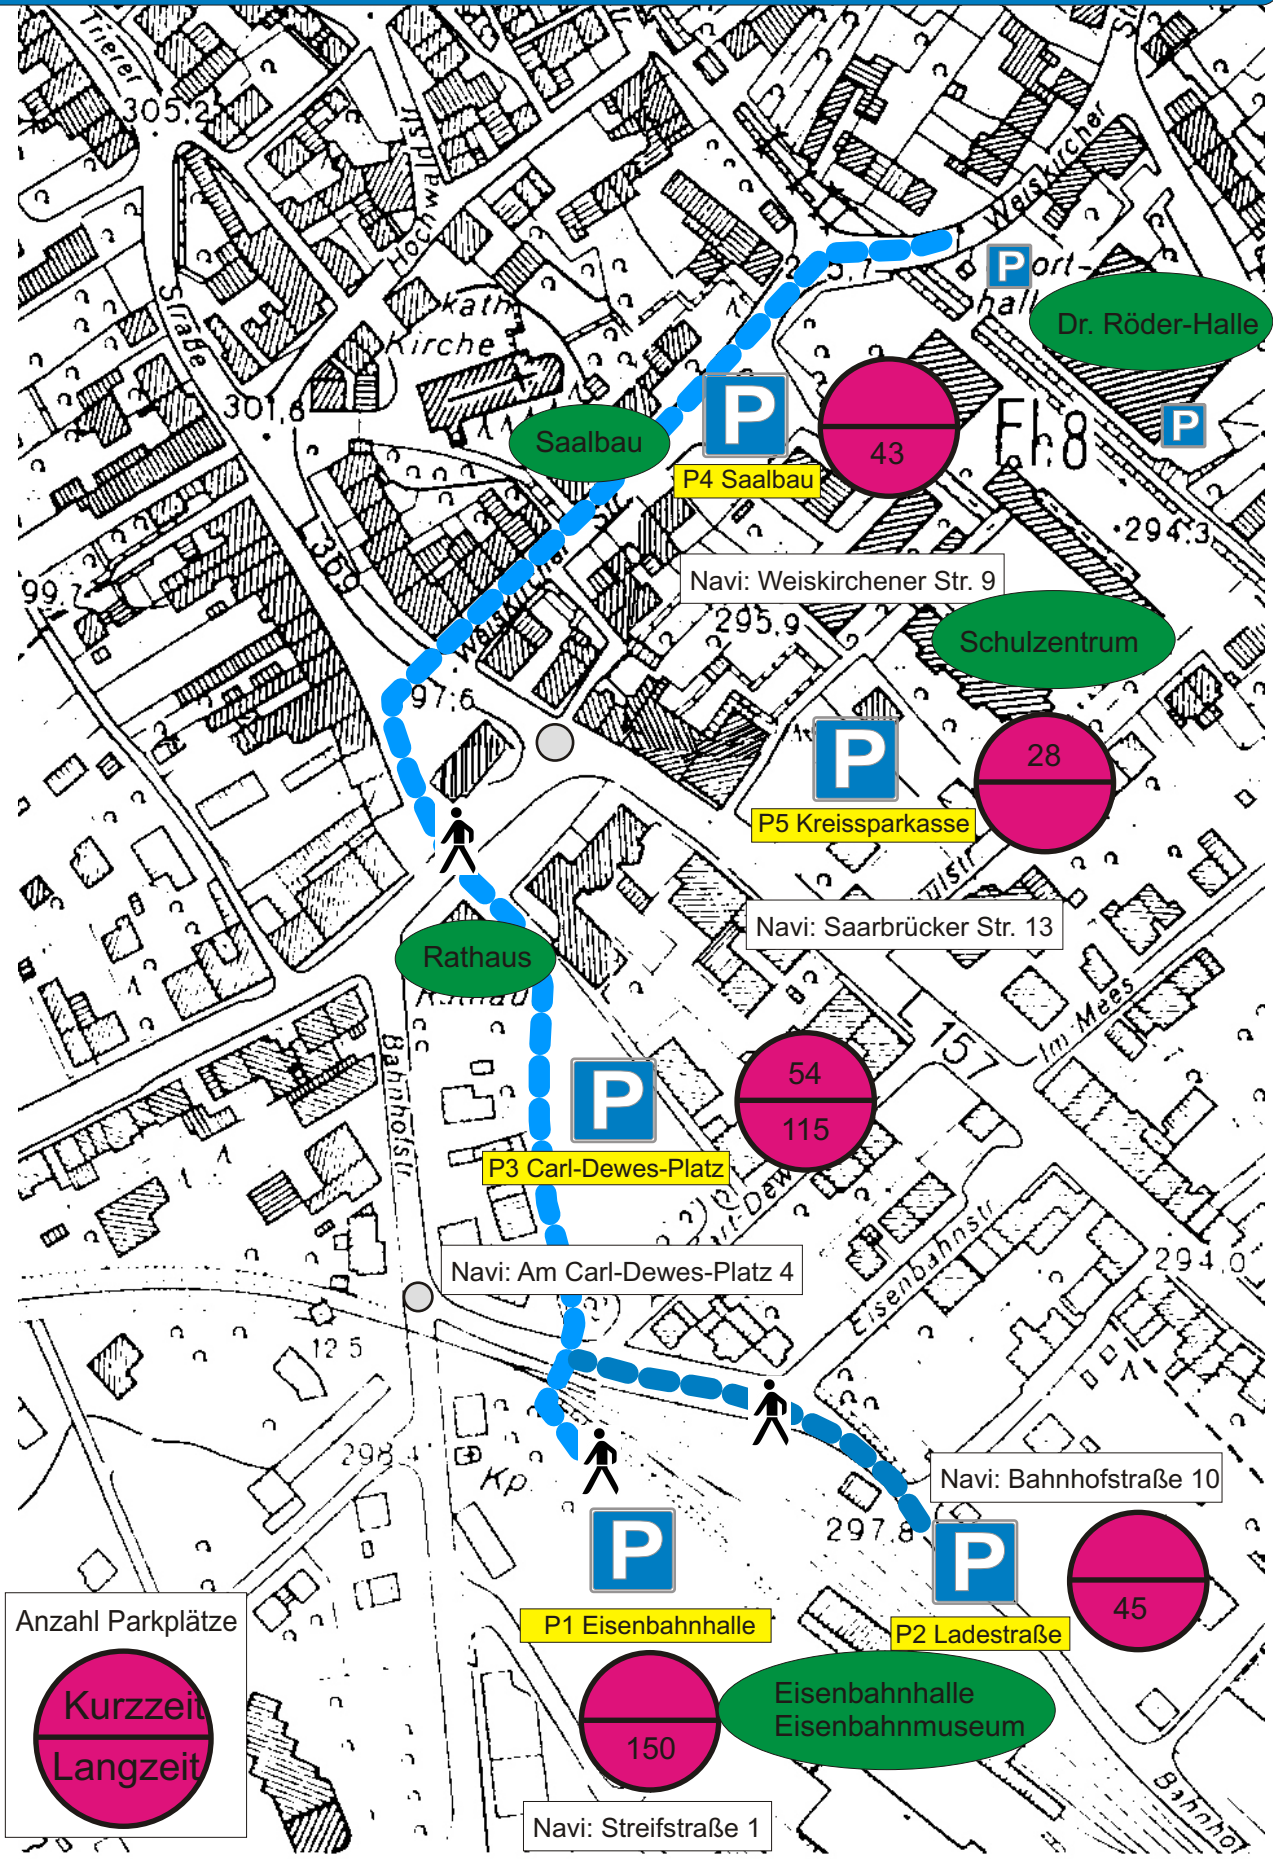 Trierer
305,2
Hochwaldstr
Weiskircher
Str
Straße
kath
Kirche
301,8
P
ort-
hall
Dr. Röder-Halle
P
Saalbau
P
P4 Saalbau
43
Fl.8
294,3
369
99,7
Navi: Weiskirchener Str. 9
295,9
Schulzentrum
97,6
P
P5 Kreissparkasse
28
Navi: Saarbrücker Str. 13
Rathaus
Im Mees
157
Bahnhofstr
P
P3 Carl-Dewes-Platz
54
115
Navi: Am Carl-Dewes-Platz 4
Eisenbahnstr
294,0
12 5
298
Kp
Navi: Bahnhofstraße 10
297,8
P
P
P1 Eisenbahnhalle
P2 Ladestraße
45
Anzahl Parkplätze
Kurzzeit
Langzeit
150
Eisenbahnhalle
Eisenbahnmuseum
Navi: Streifstraße 1
Bahnhof